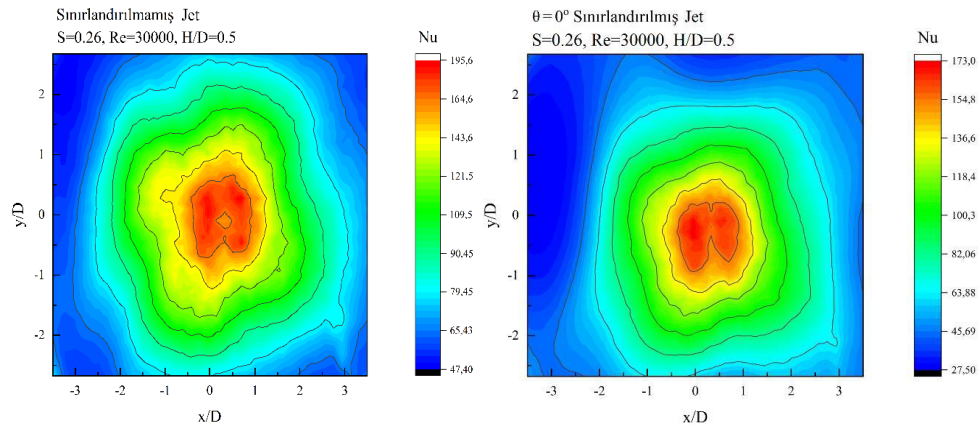 Sınırlandırılmamış Jet
S=0.26, Re=30000, H/D=0.5
Nu
195,6
164,6
143,6
121,5
109,5
90,45
79,45
65,43
47,40
2
1
0
-1
-2
y/D
-3 -2 -1 0 1 2 3
x/D
θ=0° Sınırlandırılmış Jet
S=0.26, Re=30000, H/D=0.5
Nu
173,0
154,8
136,6
118,5
100,3
82,06
63,88
45,69
27,50
2
1
0
-1
-2
y/D
-3 -2 -1 0 1 2 3
x/D